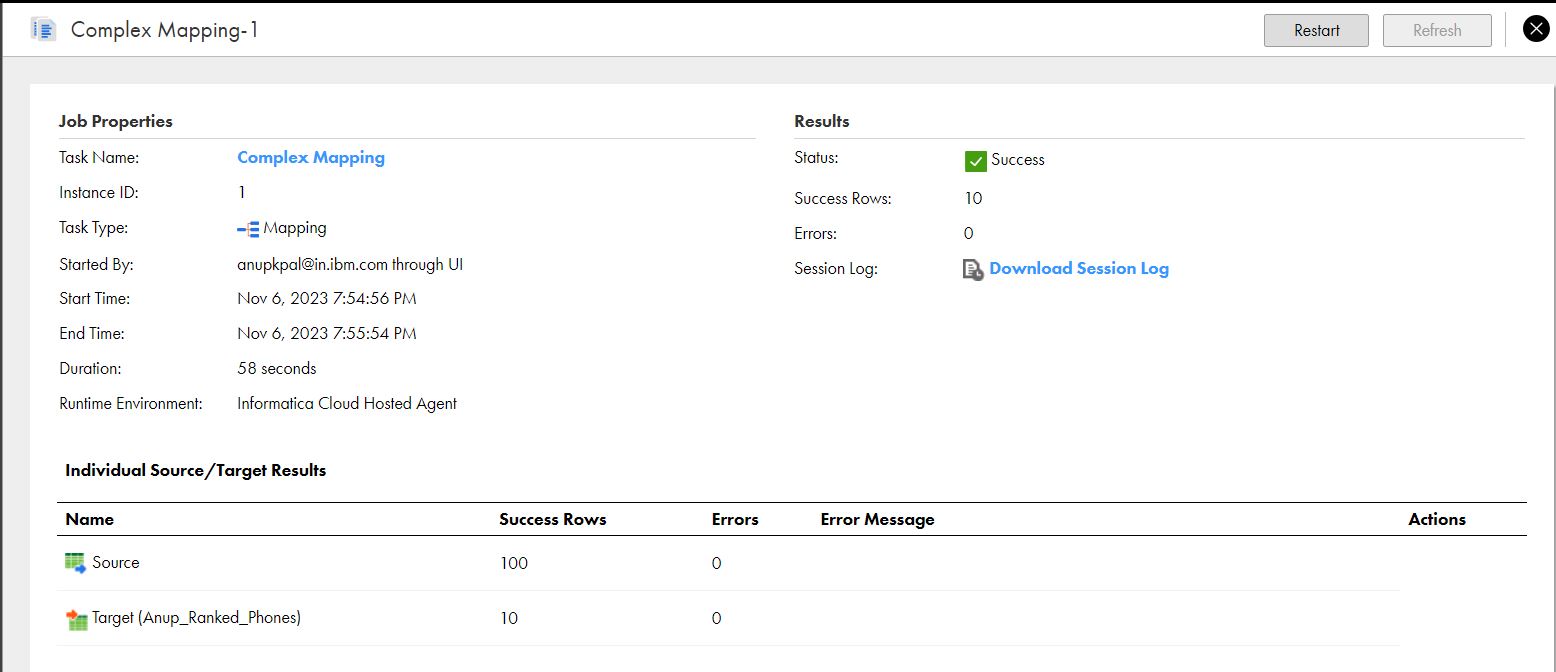 Complex Mapping-1
Restart
Refresh
Job Properties
Task Name: Complex Mapping
Instance ID: 1
Task Type: Mapping
Started By: anupkpal@in.ibm.com through UI
Start Time: Nov 6, 2023 7:54:56 PM
End Time: Nov 6, 2023 7:55:54 PM
Duration: 58 seconds
Runtime Environment: Informatica Cloud Hosted Agent
Results
Status: Success
Success Rows: 10
Errors: 0
Session Log: Download Session Log
Individual Source/Target Results
Name Success Rows Errors Error Message Actions
Source 100 0
Target (Anup_Ranked_Phones) 10 0